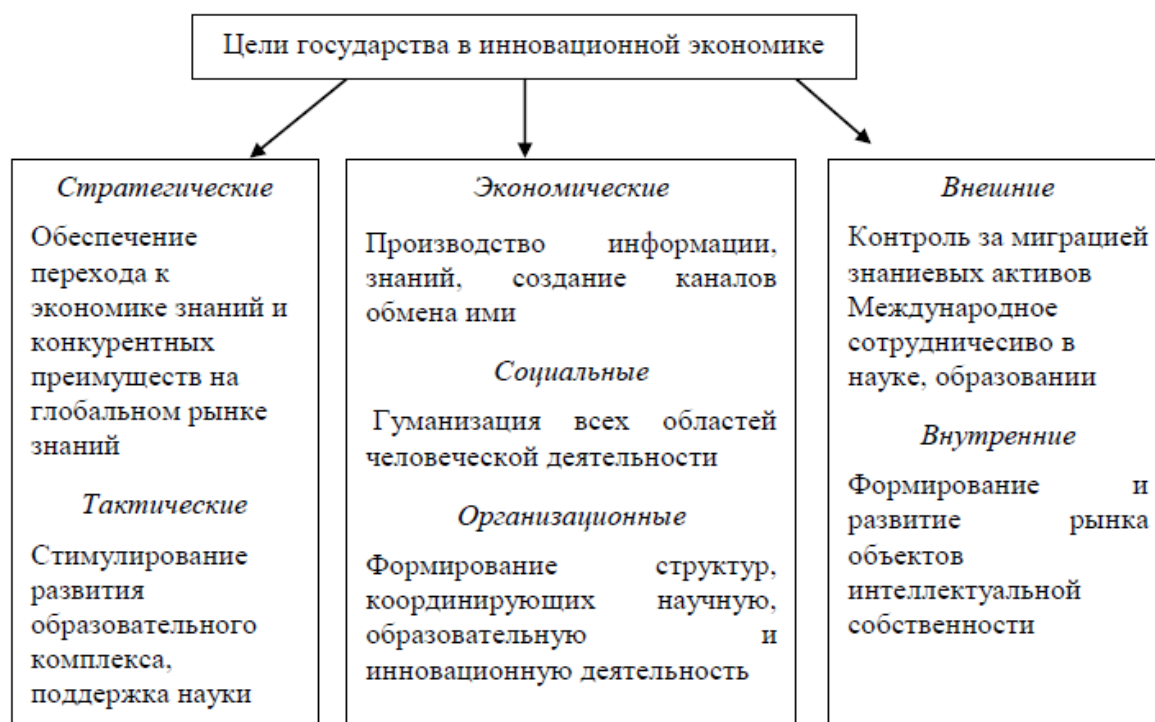 Цели государства в инновационной экономике
Стратегические
Обеспечение
перехода к
экономике знаний и
конкурентных
преимуществ на
глобальном рынке
знаний
Тактические
Стимулирование
развития
образовательного
комплекса,
поддержка науки
Экономические
Производство информации,
знаний, создание каналов
обмена ими
Социальные
Гуманизация всех областей
человеческой деятельности
Организационные
Формирование структур,
координирующих научную,
образовательную и
инновационную деятельность
Внешние
Контроль за миграцией
знаниевых активов
Международное
сотрудничесиво в
науке, образовании
Внутренние
Формирование и
развитие рынка
объектов
интеллектуальной
собственности